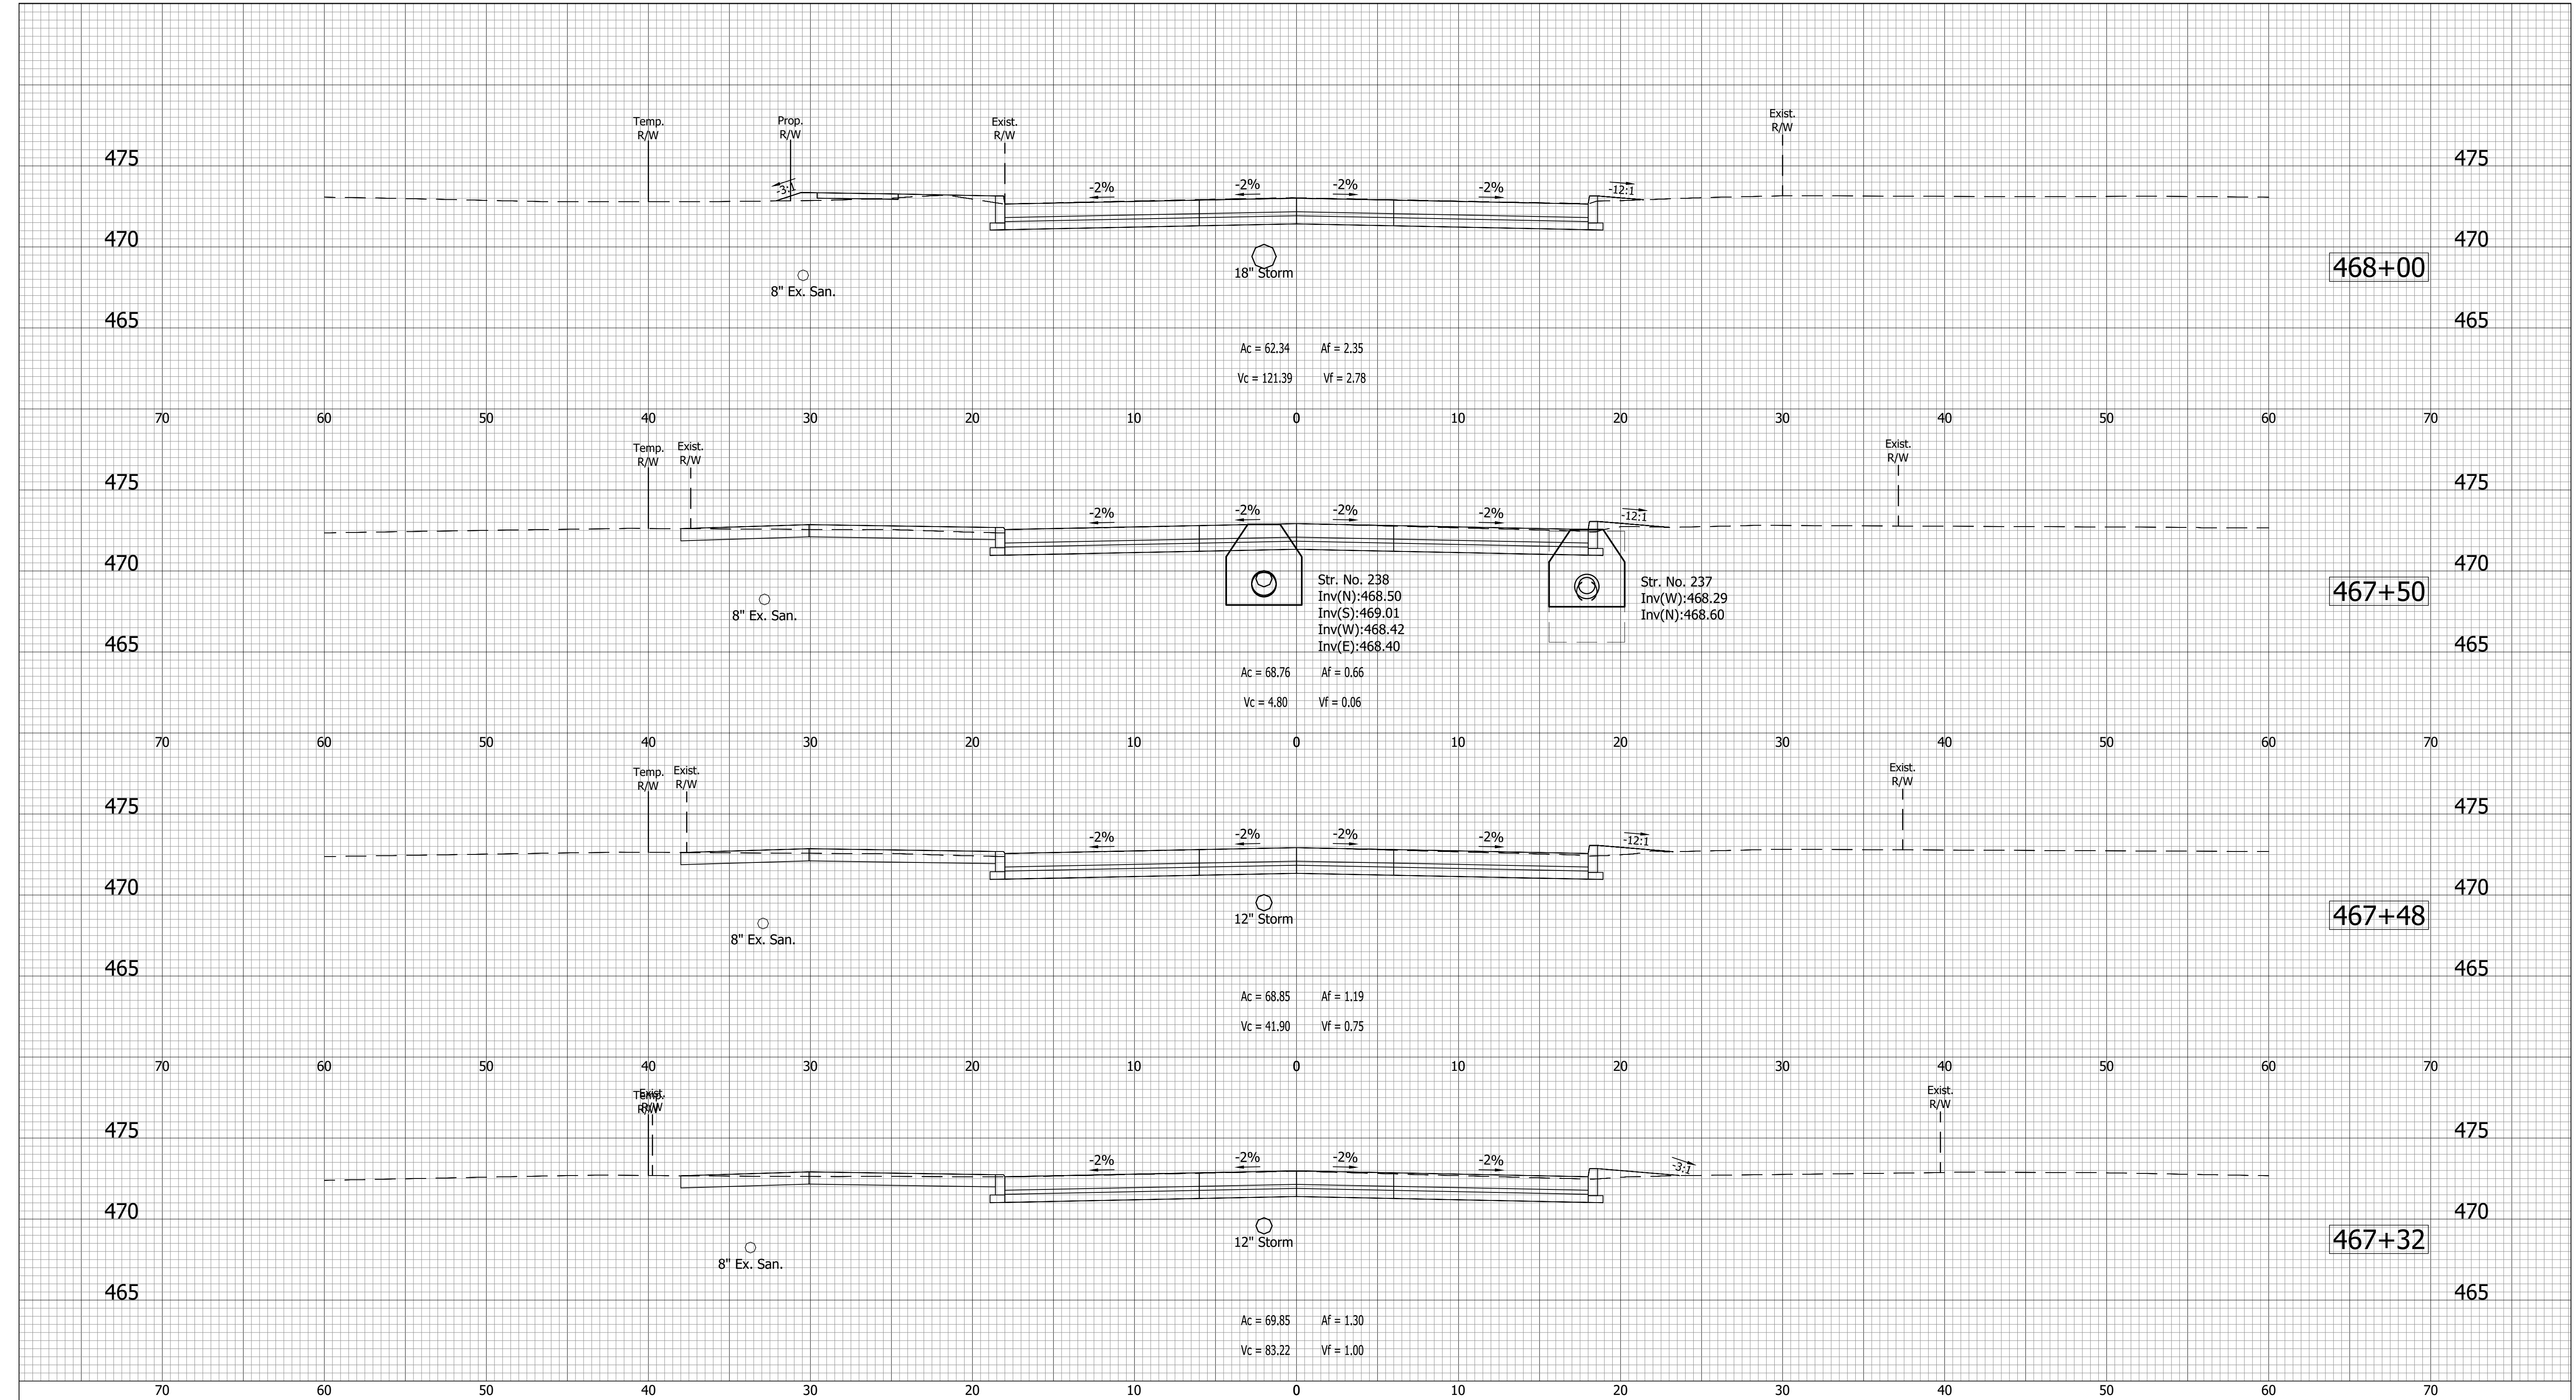 Temp.
R/W
Prop.
R/W
Exist.
R/W
Exist.
R/W
475 475
-3:1 -2% -2% -2% -2% -12:1
470 470
18" Storm
468+00
8" Ex. San.
465 465
Ac = 62.34 Af = 2.35
Vc = 121.39 Vf = 2.78
70 60 50 40 30 20 10 0 10 20 30 40 50 60 70
Temp.
R/W
Exist.
R/W
Exist.
R/W
475 475
-2% -2% -2% -2% -12:1
470 470
Str. No. 238
Inv(N):468.50
Inv(S):469.01
Inv(W):468.42
Inv(E):468.40
Str. No. 237
Inv(W):468.29
Inv(N):468.60
467+50
8" Ex. San.
465 465
Ac = 68.76 Af = 0.66
Vc = 4.80 Vf = 0.06
70 60 50 40 30 20 10 0 10 20 30 40 50 60 70
Temp.
R/W
Exist.
R/W
Exist.
R/W
475 475
-2% -2% -2% -2% -12:1
470 470
12" Storm
467+48
8" Ex. San.
465 465
Ac = 68.85 Af = 1.19
Vc = 41.90 Vf = 0.75
70 60 50 40 30 20 10 0 10 20 30 40 50 60 70
Temp.
R/W
Exist.
R/W
Exist.
R/W
475 475
-2% -2% -2% -2% -3:1
470 470
12" Storm
467+32
8" Ex. San.
465 465
Ac = 69.85 Af = 1.30
Vc = 83.22 Vf = 1.00
70 60 50 40 30 20 10 0 10 20 30 40 50 60 70